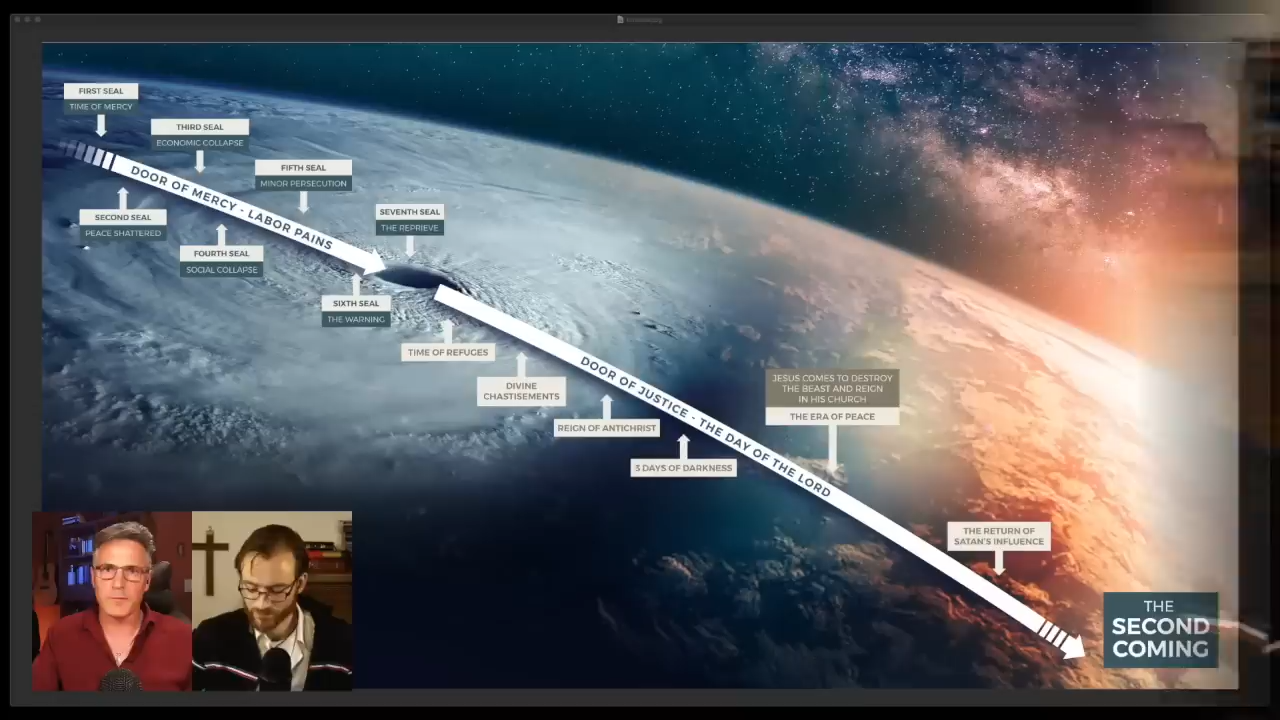 FIRST SEAL
TIME OF MERCY
THIRD SEAL
ECONOMIC COLLAPSE
FIFTH SEAL
MINOR PERSECUTION
SEVENTH SEAL
THE REPRIEVE
DOOR OF MERCY - LABOR PAINS
SECOND SEAL
PEACE SHATTERED
FOURTH SEAL
SOCIAL COLLAPSE
SIXTH SEAL
THE WARNING
TIME OF REFUGES
DIVINE
CHASTISEMENTS
REIGN OF ANTICHRIST
3 DAYS OF DARKNESS
DOOR OF JUSTICE - THE DAY OF THE LORD
JESUS COMES TO DESTROY
THE BEAST AND REIGN
IN HIS CHURCH
THE ERA OF PEACE
THE RETURN OF
SATAN'S INFLUENCE
THE
SECOND
COMING